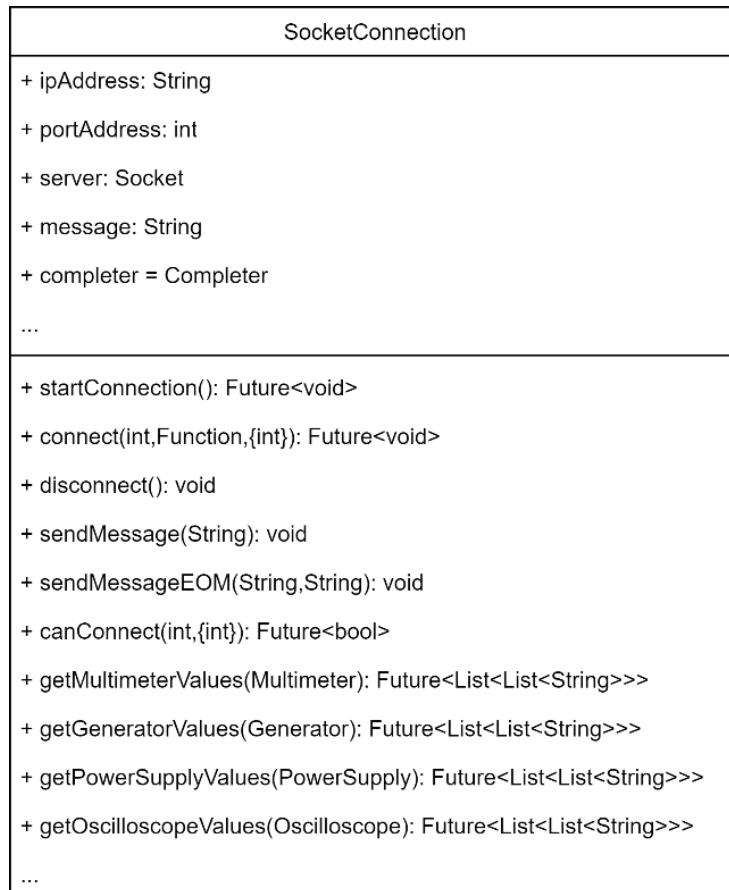 SocketConnection
+ ipAddress: String
+ portAddress: int
+ server: Socket
+ message: String
+ completer = Completer
...
+ startConnection(): Future<void>
+ connect(int,Function,{int}): Future<void>
+ disconnect(): void
+ sendMessage(String): void
+ sendMessageEOM(String,String): void
+ canConnect(int,{int}): Future<bool>
+ getMultimeterValues(Multimeter): Future<List<List<String>>>
+ getGeneratorValues(Generator): Future<List<List<String>>>
+ getPowerSupplyValues(PowerSupply): Future<List<List<String>>>
+ getOscilloscopeValues(Oscilloscope): Future<List<List<String>>>
...